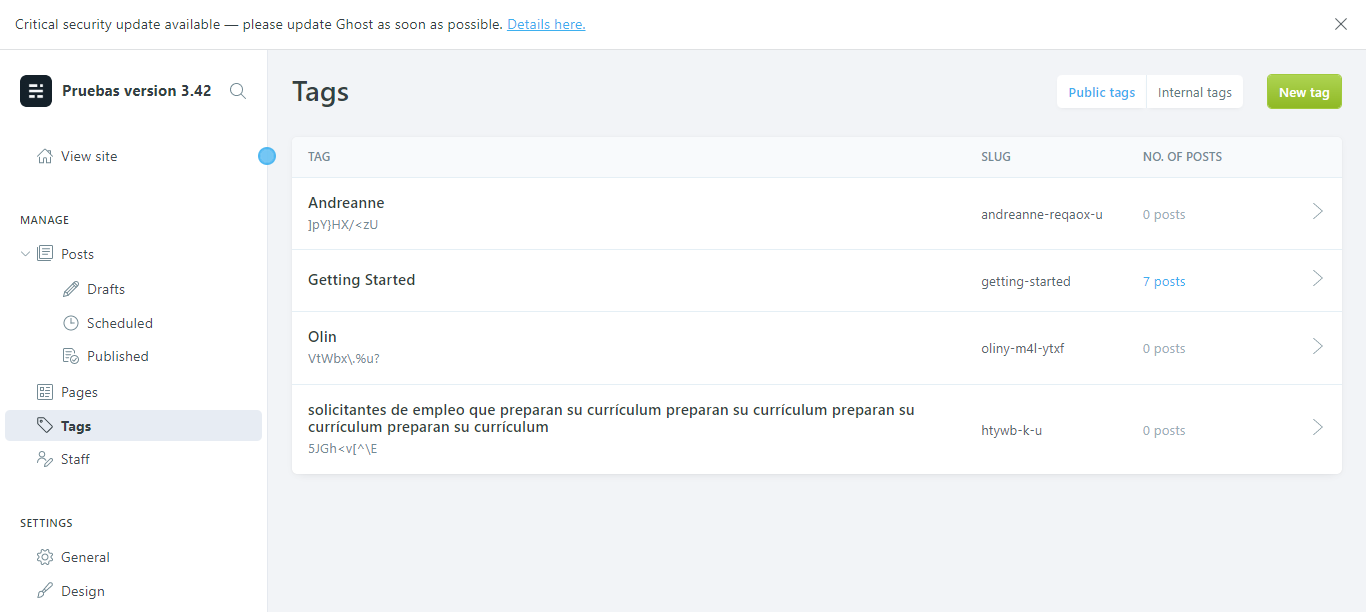 Critical security update available — please update Ghost as soon as possible. Details here.
Pruebas version 3.42
View site
MANAGE
Posts
Drafts
Scheduled
Published
Pages
Tags
Staff
SETTINGS
General
Design
Tags
Public tags
Internal tags
New tag
TAG
SLUG
NO. OF POSTS
Andreanne
]pY}HX/<zU
andreanne-reqaox-u
0 posts
Getting Started
getting-started
7 posts
Olin
VtWbx\.%u?
oliny-m4l-ytxf
0 posts
solicitantes de empleo que preparan su currículum preparan su currículum preparan su
currículum preparan su currículum
5JGh<v[^\E
htywb-k-u
0 posts